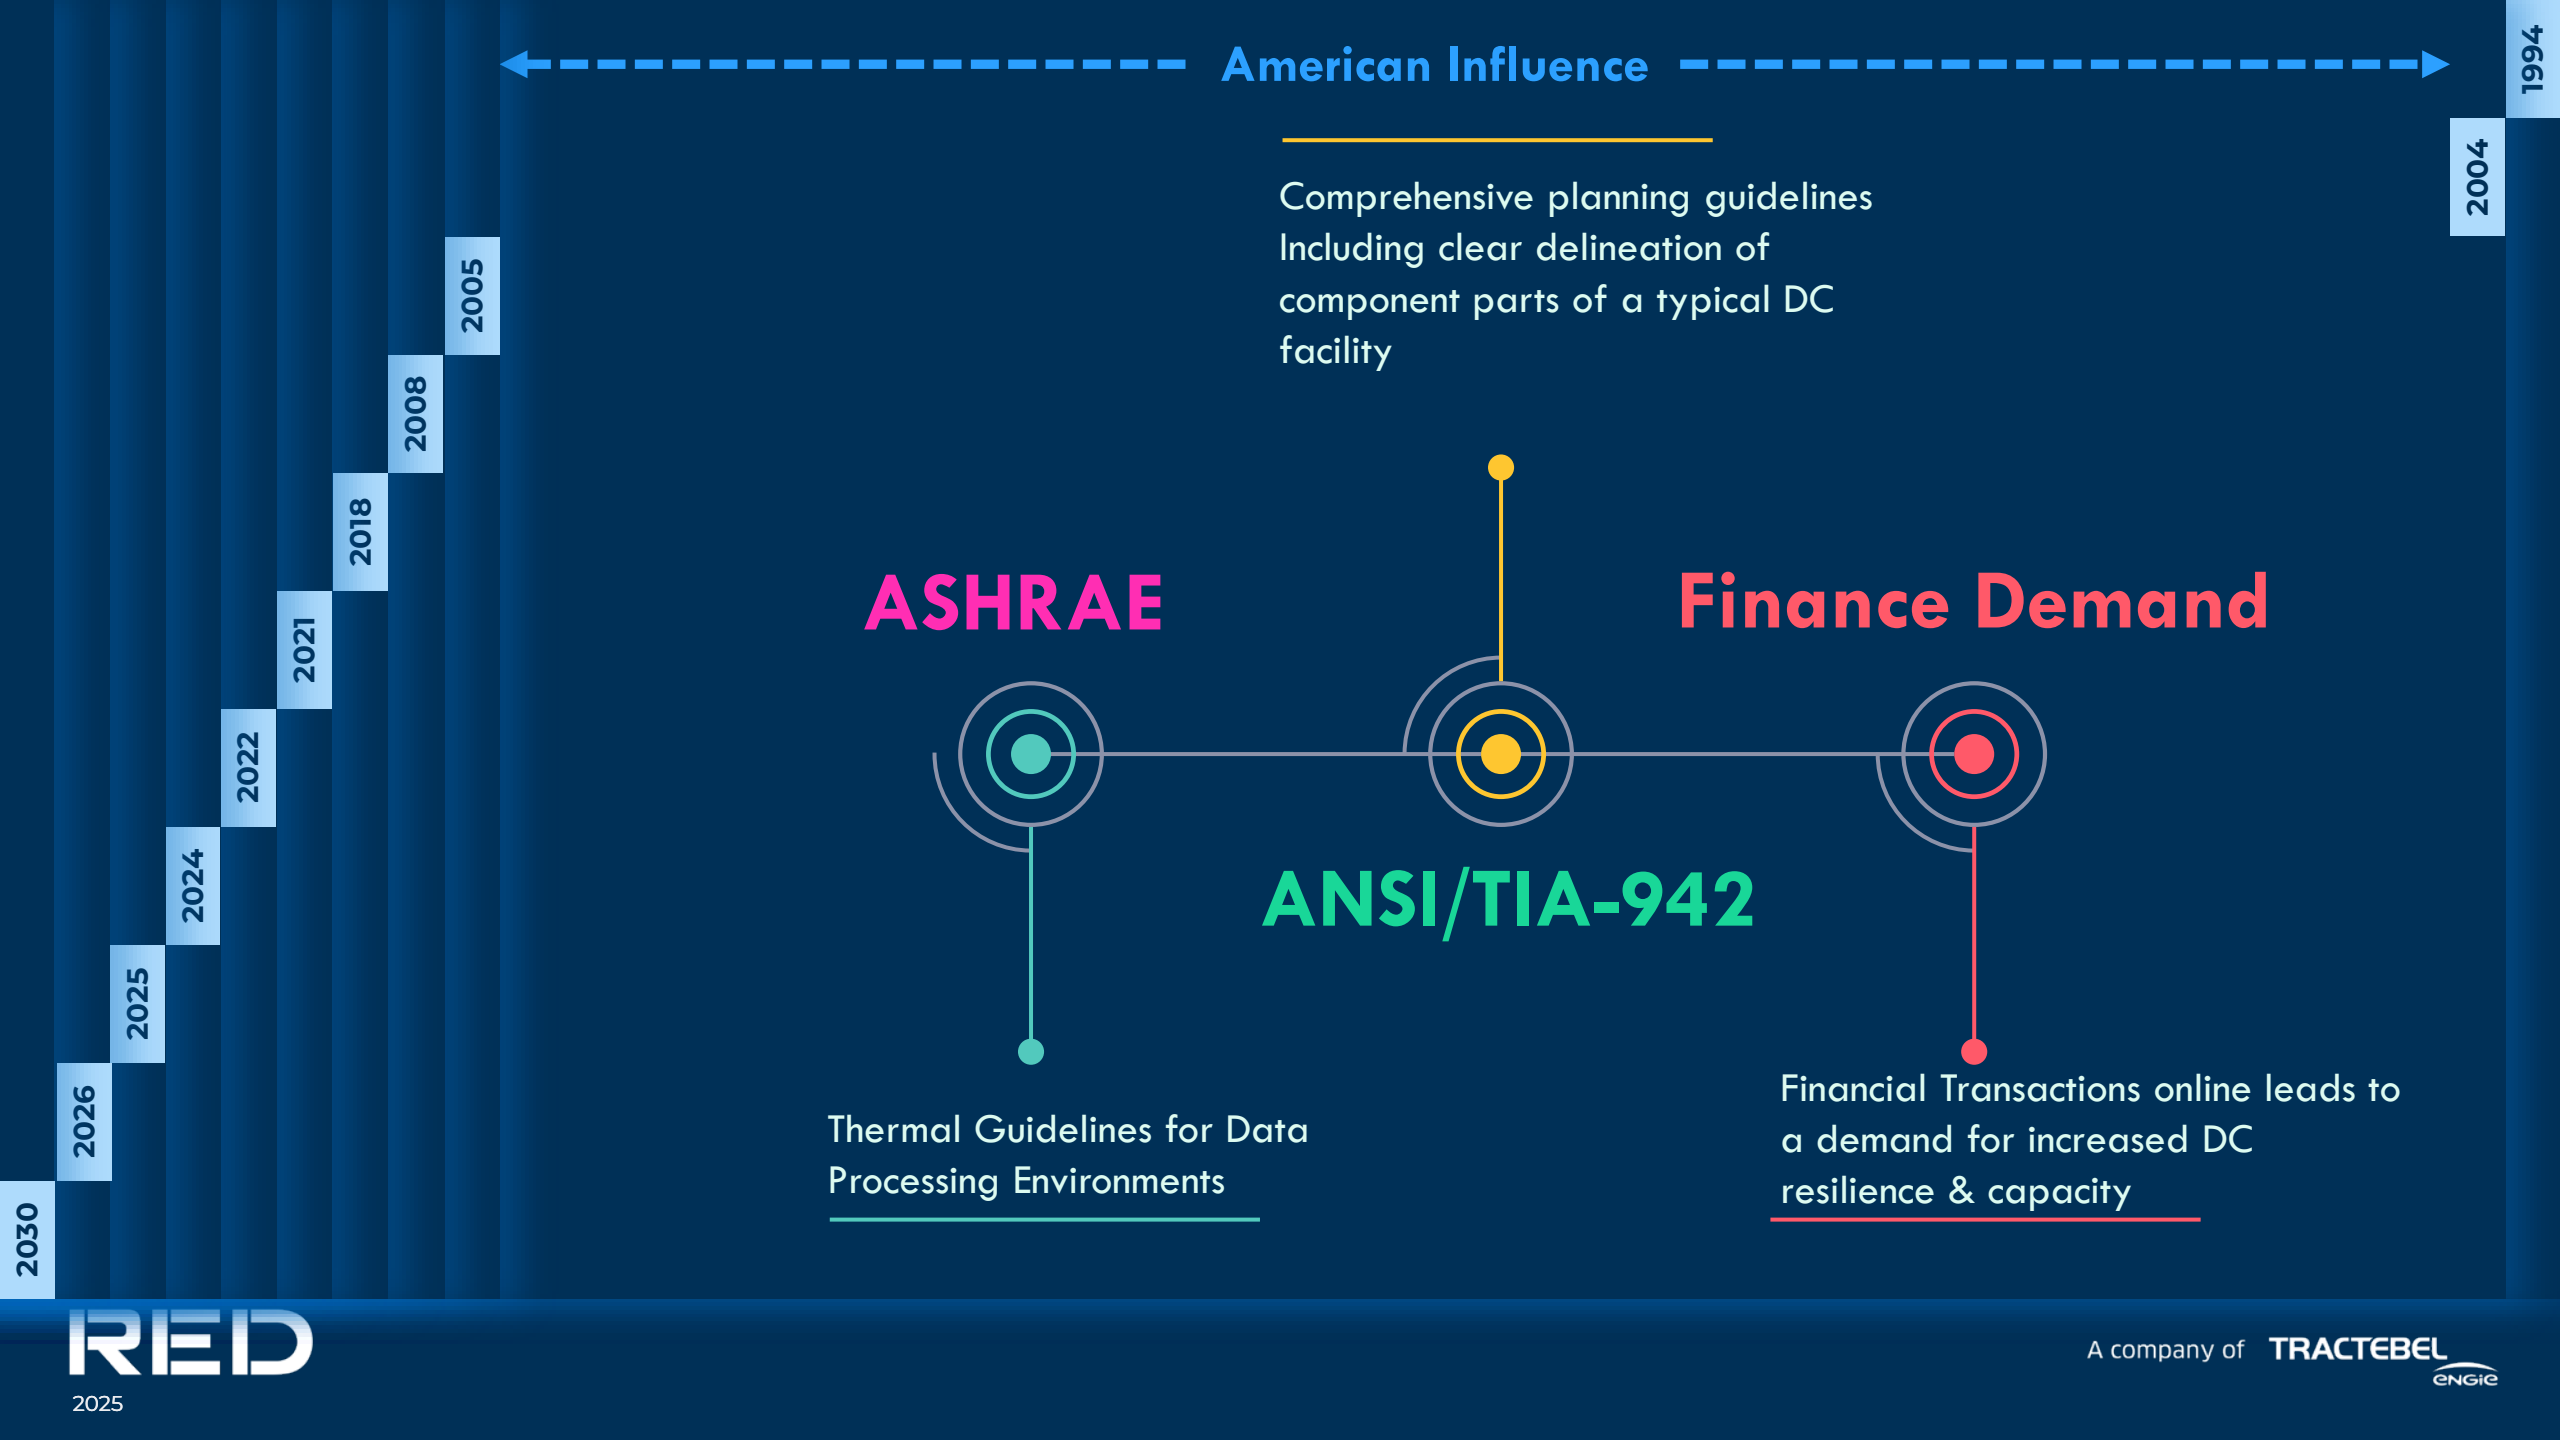 American Influence
1994
2004
Comprehensive planning guidelines
Including clear delineation of
component parts of a typical DC
facility
2005
2008
2018
2021
2022
2024
2025
2026
2030
ASHRAE
Finance Demand
ANSI/TIA-942
Thermal Guidelines for Data
Processing Environments
Financial Transactions online leads to
a demand for increased DC
resilience & capacity
RED
2025
A company of TRACTEBEL
ENGIE